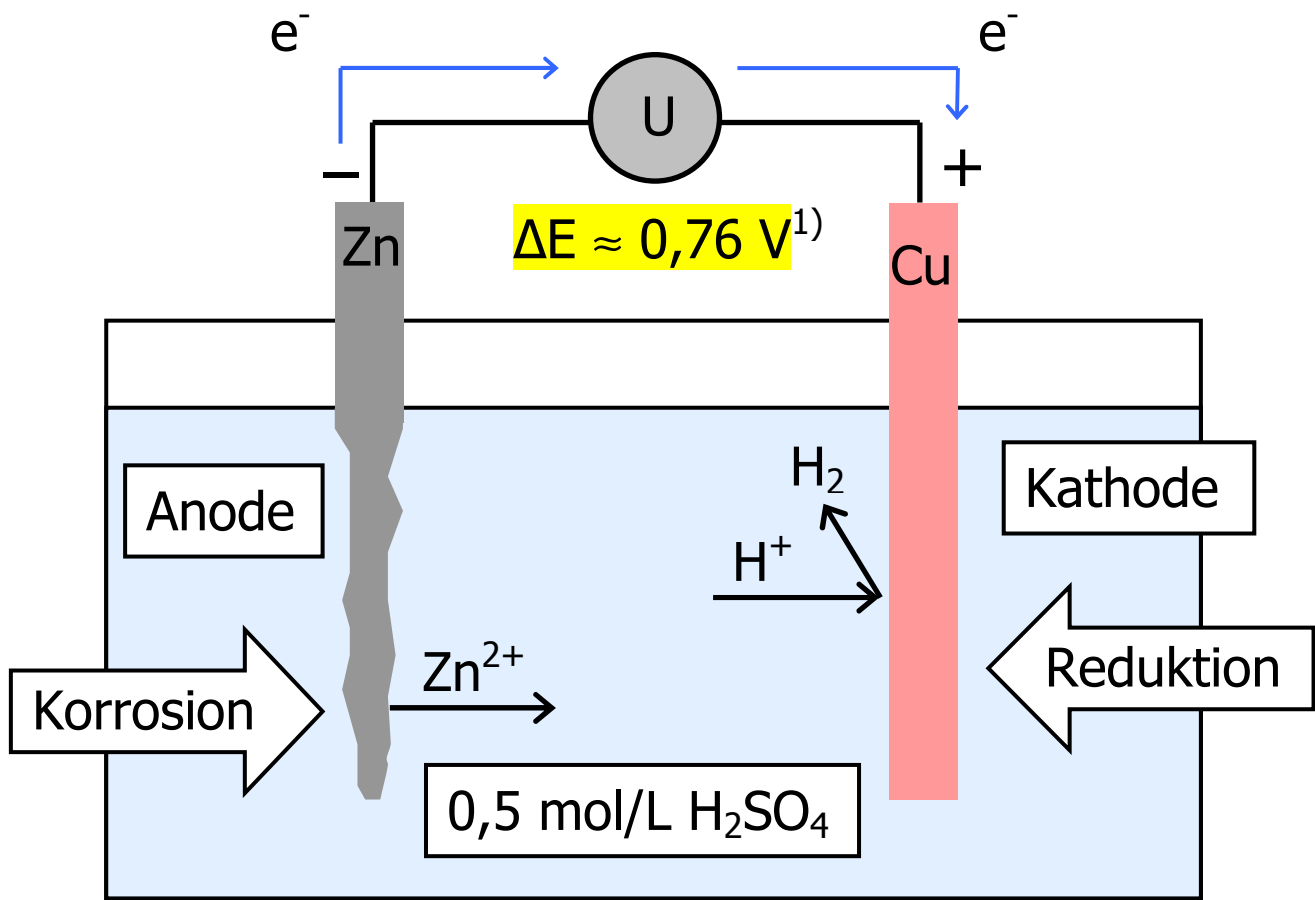 e⁻
e⁻
U
−
+
ΔE ≈ 0,76 V¹⁾
Zn
Cu
Anode
Kathode
H₂
H⁺
Korrosion
Zn²⁺
Reduktion
0,5 mol/L H₂SO₄